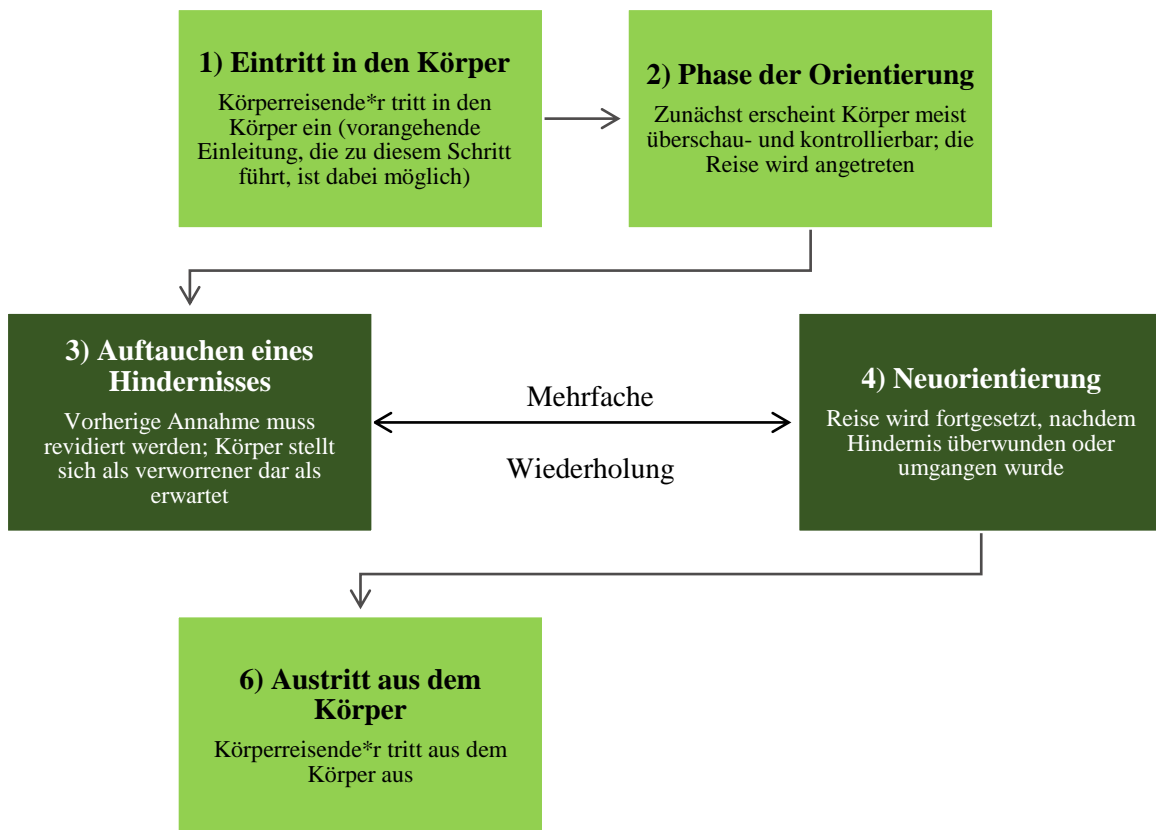 1) Eintritt in den Körper
Körperreisende*r tritt in den
Körper ein (vorangehende
Einleitung, die zu diesem Schritt
führt, ist dabei möglich)
2) Phase der Orientierung
Zunächst erscheint Körper meist
überschau- und kontrollierbar; die
Reise wird angetreten
3) Auftauchen eines
Hindernisses
Vorherige Annahme muss
revidiert werden; Körper stellt
sich als verworrener dar als
erwartet
Mehrfache
Wiederholung
4) Neuorientierung
Reise wird fortgesetzt, nachdem
Hindernis überwunden oder
umgangen wurde
6) Austritt aus dem
Körper
Körperreisende*r tritt aus dem
Körper aus